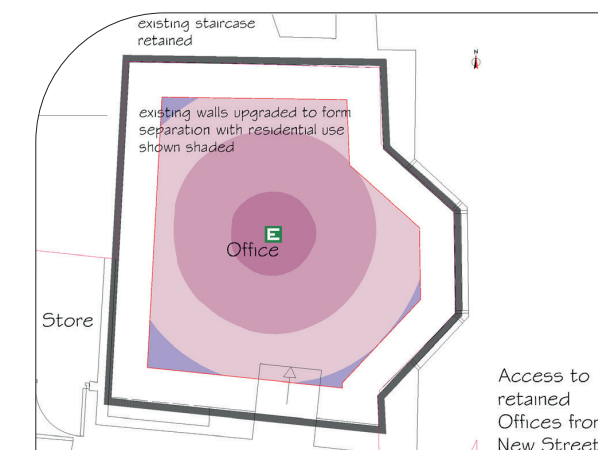 existing staircase
retained
N
existing walls upgraded to form
separation with residential use
shown shaded
E
Office
Store
Access to
retained
Offices from
New Street